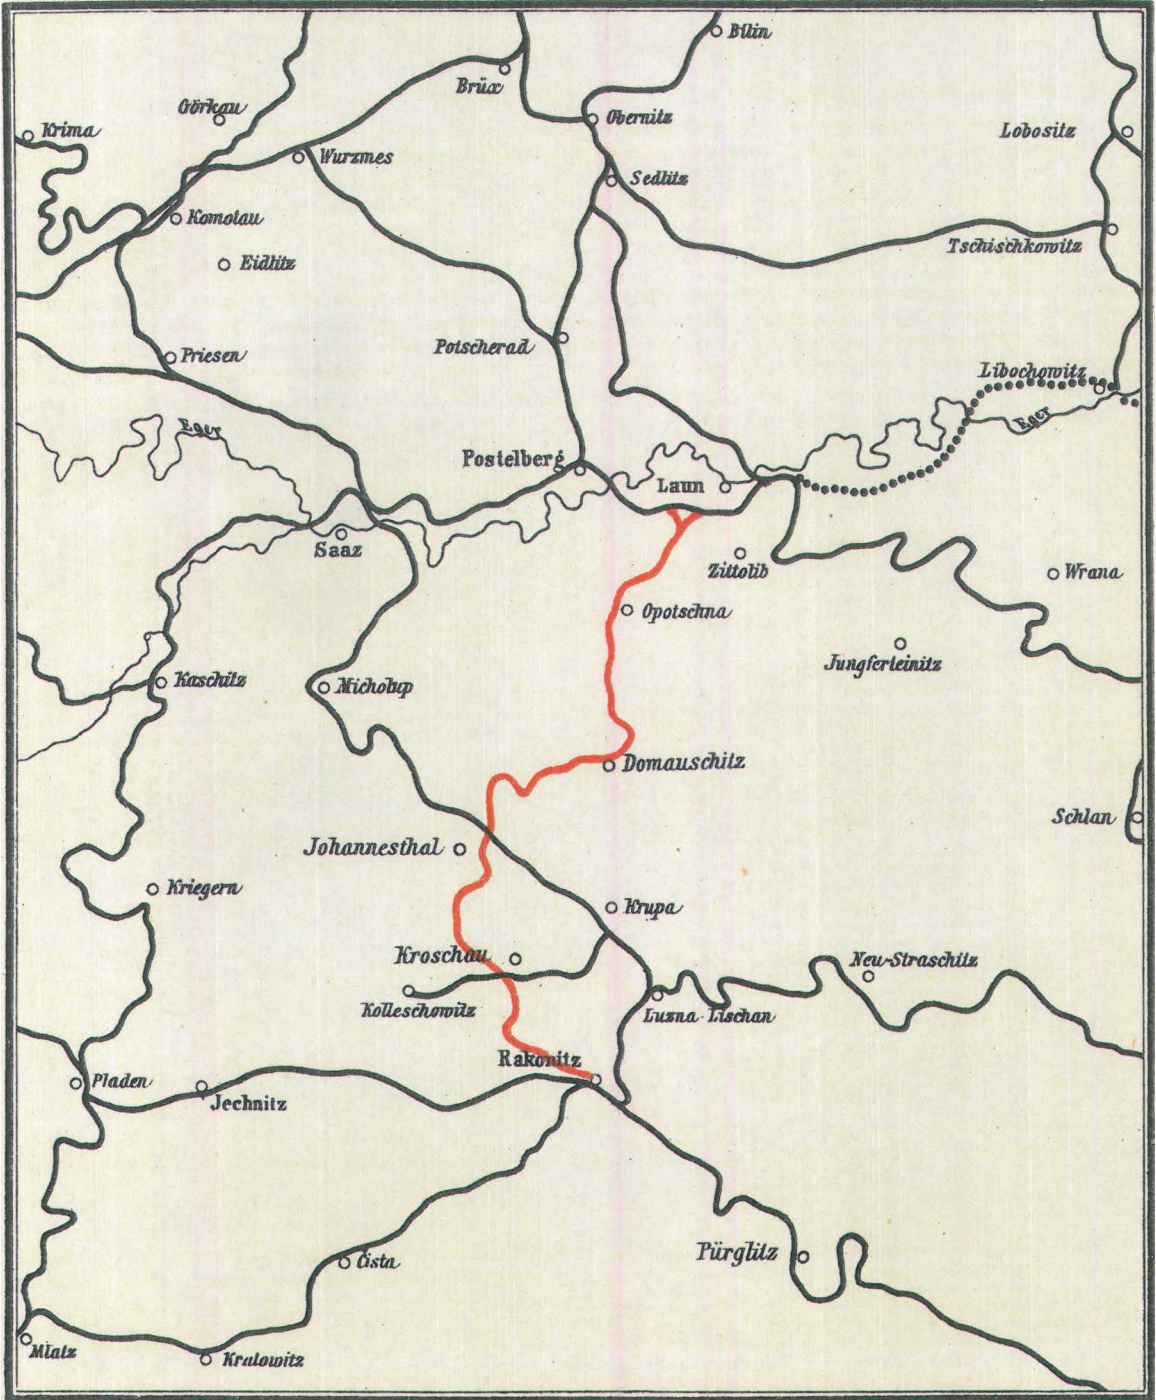 Bilin
Brüx
Görkau
Obernitz
Krima
Lobositz
Wurzmes
Sedlitz
Komotau
Tschischkowitz
Eidlitz
Potscherad
Priesen
Libochowitz
Eger
Eger
Postelberg
Laun
Saaz
Zittolib
Wrana
Opotschna
Jungferteinitz
Kaschitz
Micholup
Domauschitz
Schlan
Johannesthal
Kriegern
Krupa
Kroschau
Neu-Straschitz
Kolleschowitz
Luzna-Lischan
Rakonitz
Pladen
Jechnitz
Pürglitz
Čista
Mlatz
Kralowitz